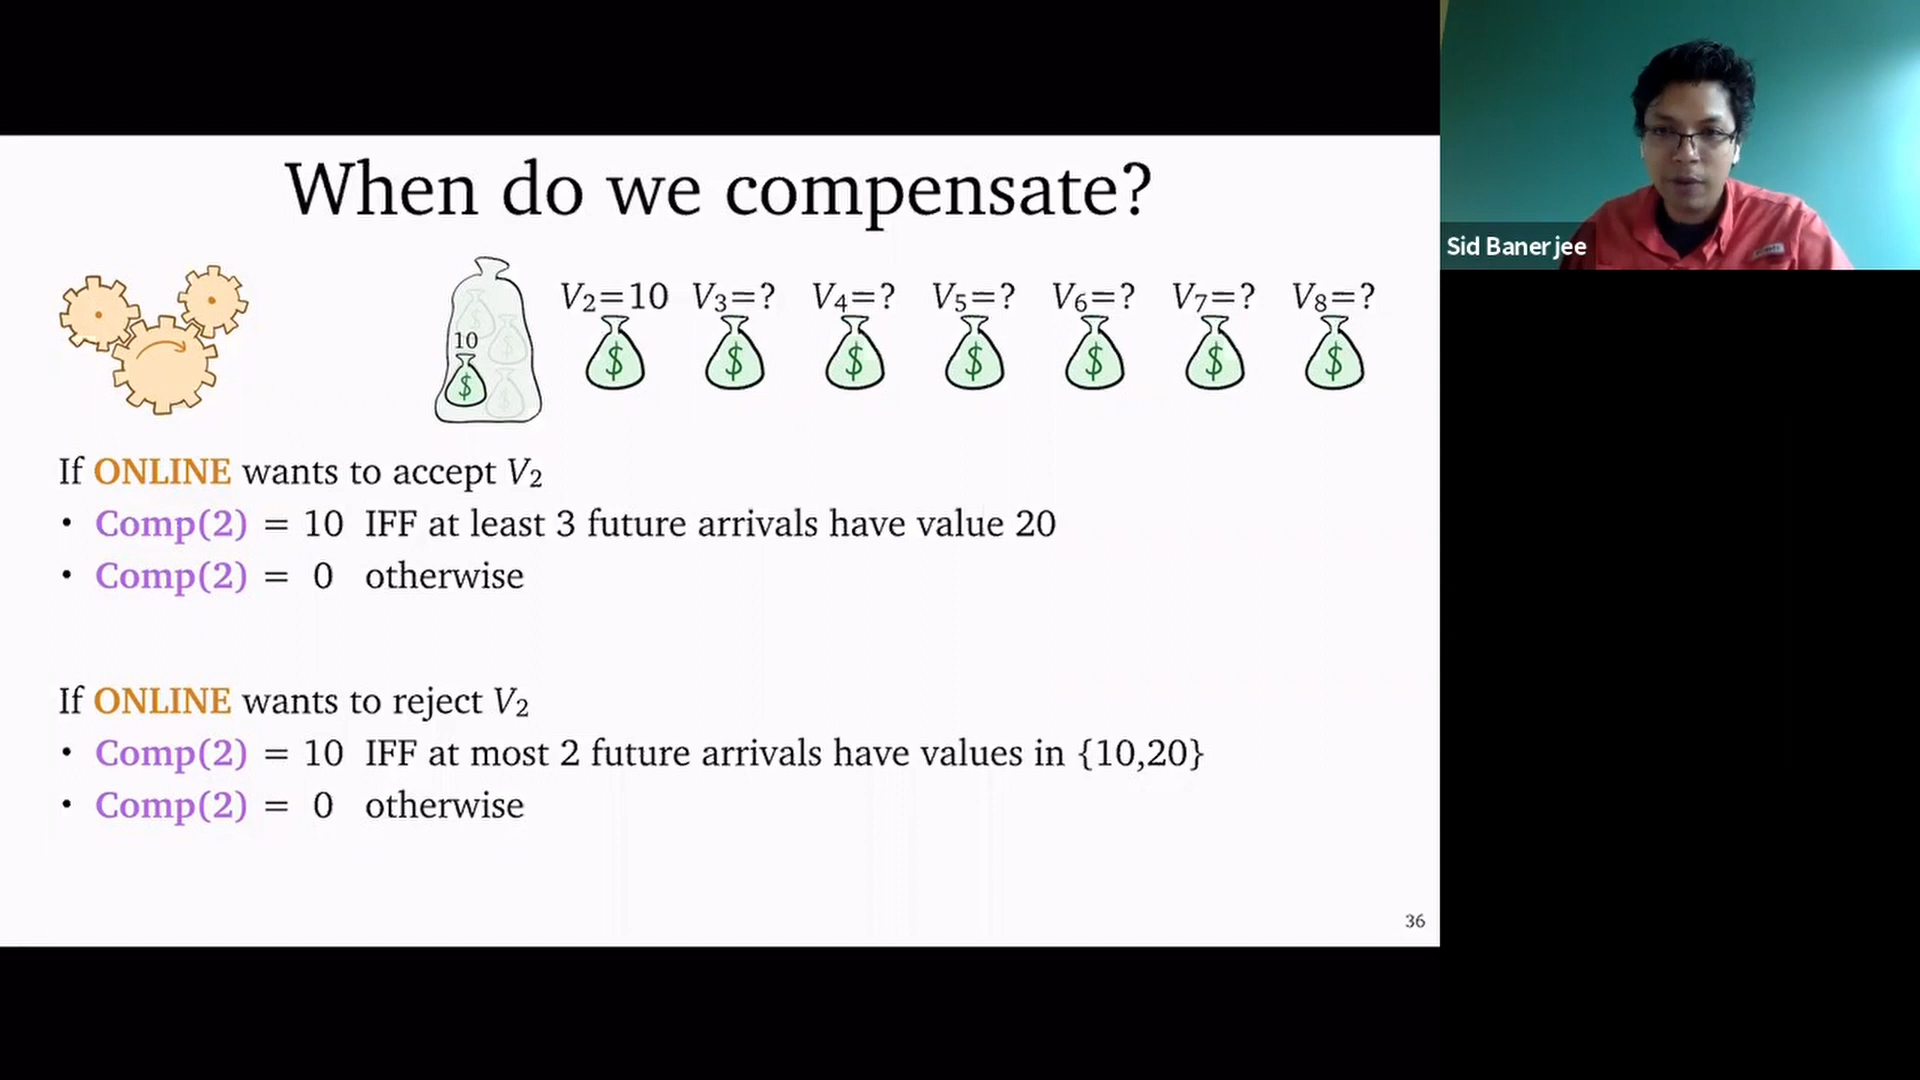 When do we compensate?
V2=10 V3=? V4=? V5=? V6=? V7=? V8=?
10
$ $ $ $ $ $ $ $
If ONLINE wants to accept V2
• Comp(2) = 10 IFF at least 3 future arrivals have value 20
• Comp(2) = 0 otherwise
If ONLINE wants to reject V2
• Comp(2) = 10 IFF at most 2 future arrivals have values in {10,20}
• Comp(2) = 0 otherwise
36
Sid Banerjee